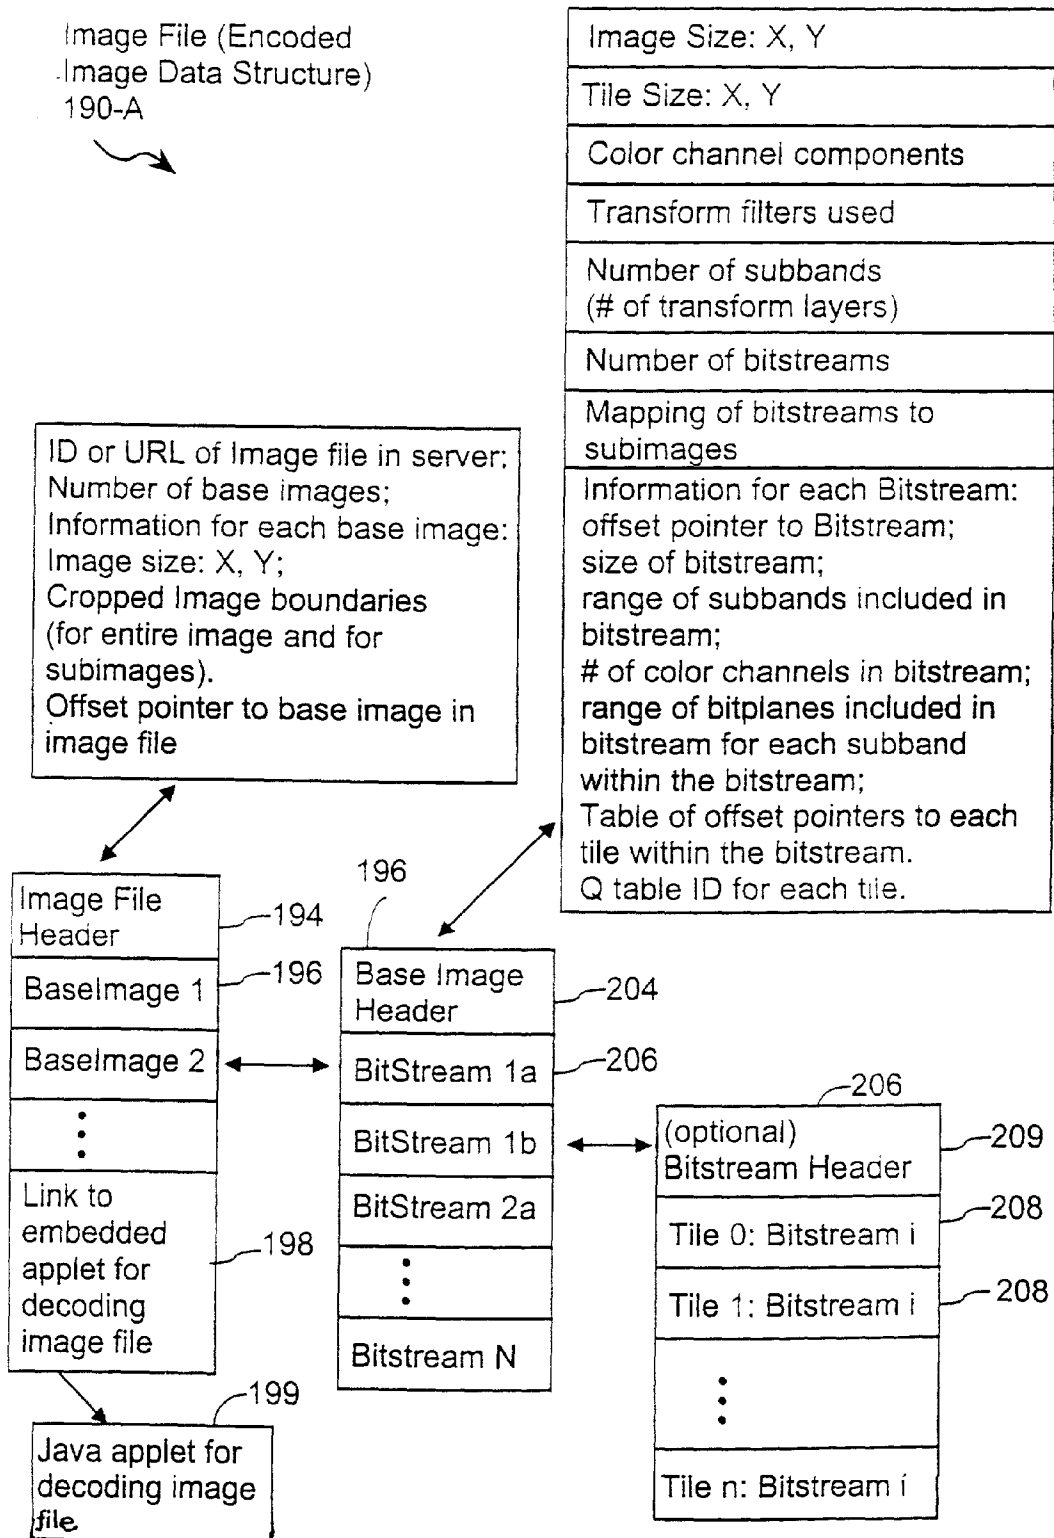 Image File (Encoded
Image Data Structure)
190-A
Image Size: X, Y
Tile Size: X, Y
Color channel components
Transform filters used
Number of subbands
(# of transform layers)
Number of bitstreams
Mapping of bitstreams to
subimages
Information for each Bitstream:
offset pointer to Bitstream;
size of bitstream;
range of subbands included in
bitstream;
# of color channels in bitstream;
range of bitplanes included in
bitstream for each subband
within the bitstream;
Table of offset pointers to each
tile within the bitstream.
Q table ID for each tile.
ID or URL of Image file in server;
Number of base images;
Information for each base image:
Image size: X, Y;
Cropped Image boundaries
(for entire image and for
subimages).
Offset pointer to base image in
image file
Image File
Header
194
BaseImage 1
196
BaseImage 2
Link to
embedded
applet for
decoding
image file
198
199
Java applet for
decoding image
file
196
Base Image
Header
204
BitStream 1a
206
BitStream 1b
BitStream 2a
Bitstream N
206
(optional)
Bitstream Header
209
Tile 0: Bitstream i
208
Tile 1: Bitstream i
208
Tile n: Bitstream i